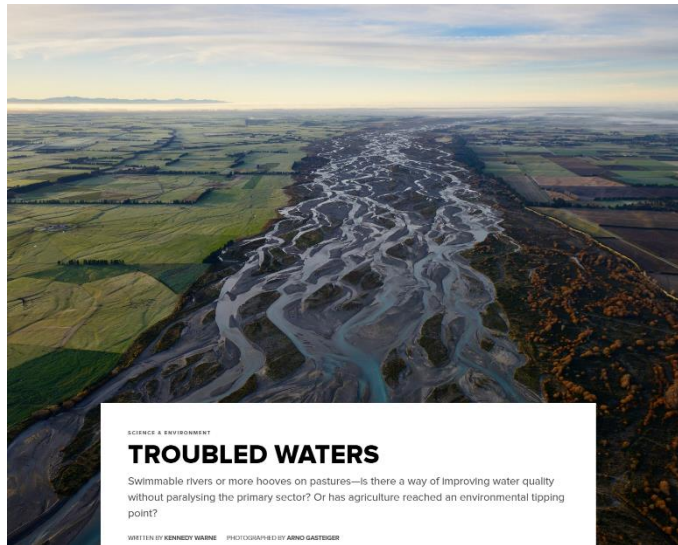 SCIENCE & ENVIRONMENT
TROUBLED WATERS
Swimmable rivers or more hooves on pastures—is there a way of improving water quality
without paralysing the primary sector? Or has agriculture reached an environmental tipping
point?
WRITTEN BY KENNEDY WARNE PHOTOGRAPHED BY ARNO GASTEIGER